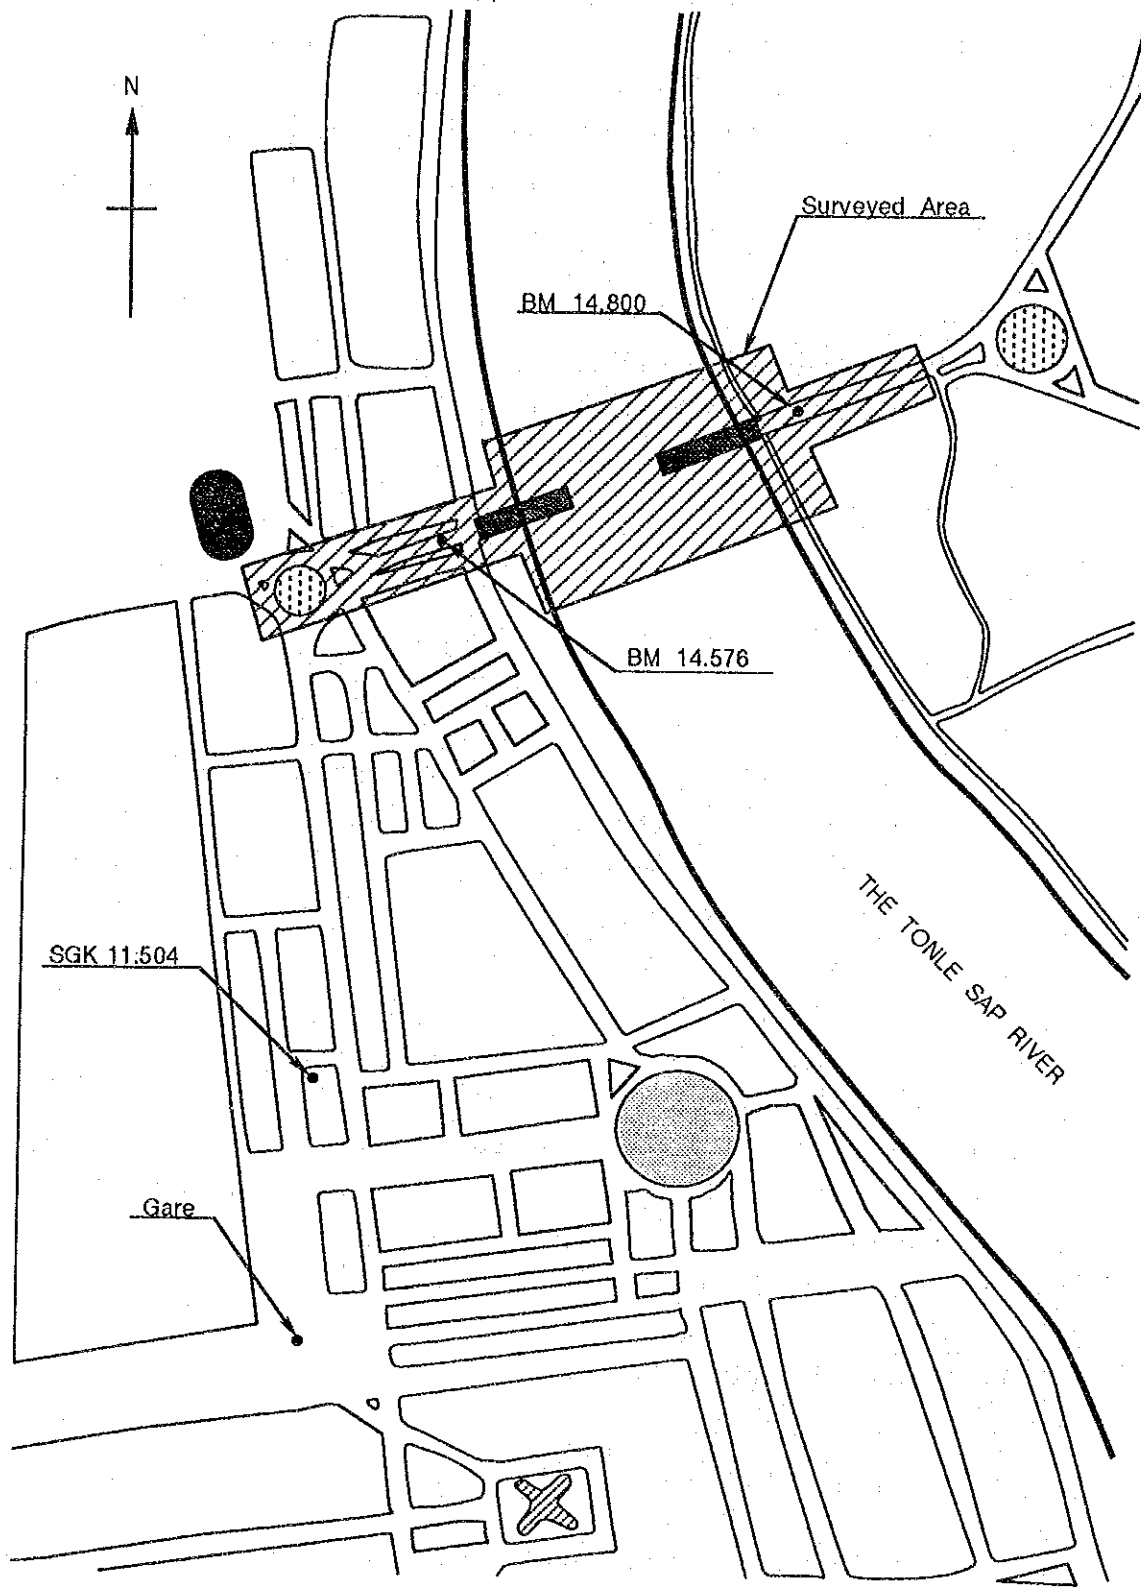 N
Surveyed Area
BM 14.800
BM 14.576
THE TONLE SAP RIVER
SGK 11.504
Gare